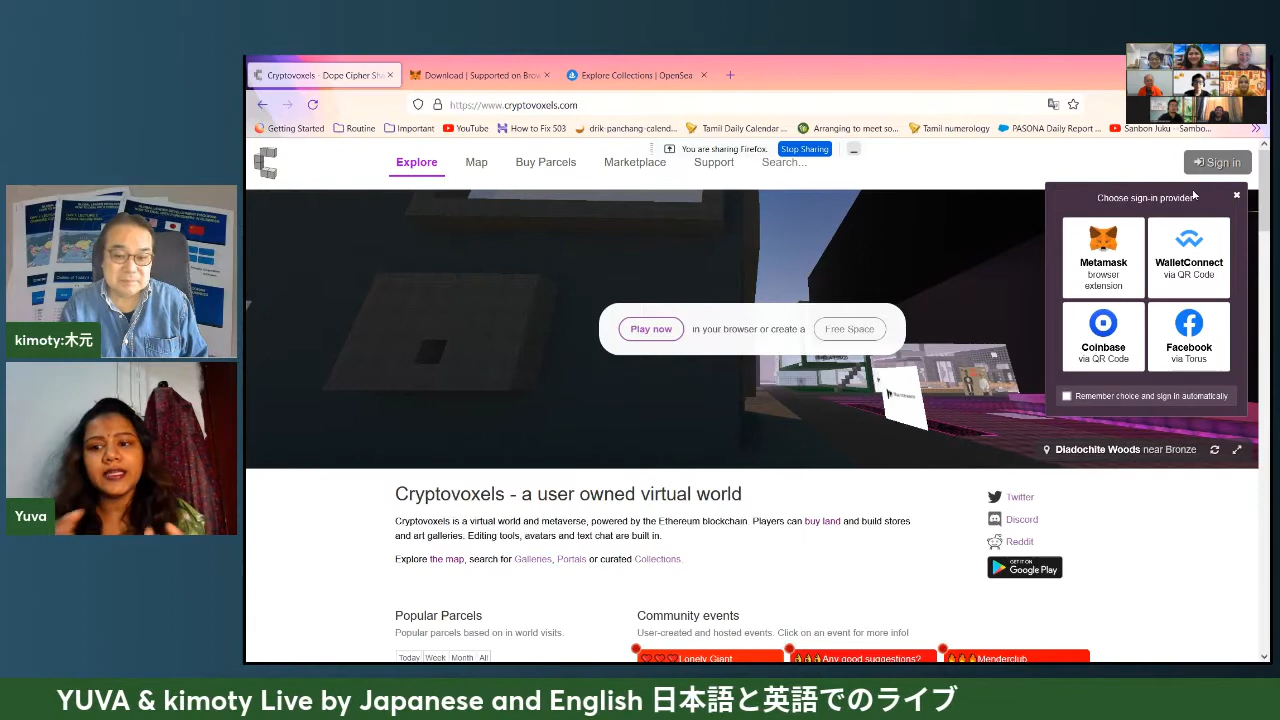 Cryptovoxels - Dope Cipher Sha
Download | Supported on Brow
Explore Collections | OpenSea
https://www.cryptovoxels.com
Getting Started
Routine
Important
YouTube
How to Fix 503
drik-panchang-calend...
Tamil Daily Calendar ...
Arranging to meet so...
Tamil numerology
PASONA Daily Report ...
Sanbon Juku -- Sambo...
You are sharing Firefox.
Stop Sharing
Explore
Map
Buy Parcels
Marketplace
Support
Search...
Sign in
Choose sign-in provider
Metamask
browser
extension
WalletConnect
via QR Code
Coinbase
via QR Code
Facebook
via Torus
Remember choice and sign in automatically
Play now
in your browser or create a
Free Space
Diadochite Woods near Bronze
Cryptovoxels - a user owned virtual world
Cryptovoxels is a virtual world and metaverse, powered by the Ethereum blockchain. Players can buy land and build stores
and art galleries. Editing tools, avatars and text chat are built in.
Explore the map, search for Galleries, Portals or curated Collections.
Twitter
Discord
Reddit
GET IT ON
Google Play
Popular Parcels
Popular parcels based on in world visits.
Today
Week
Month
All
Community events
User-created and hosted events. Click on an event for more info!
Lonely Giant
Any good suggestions?
Menderclub
kimoty:木元
Yuva
YUVA & kimoty Live by Japanese and English 日本語と英語でのライブ